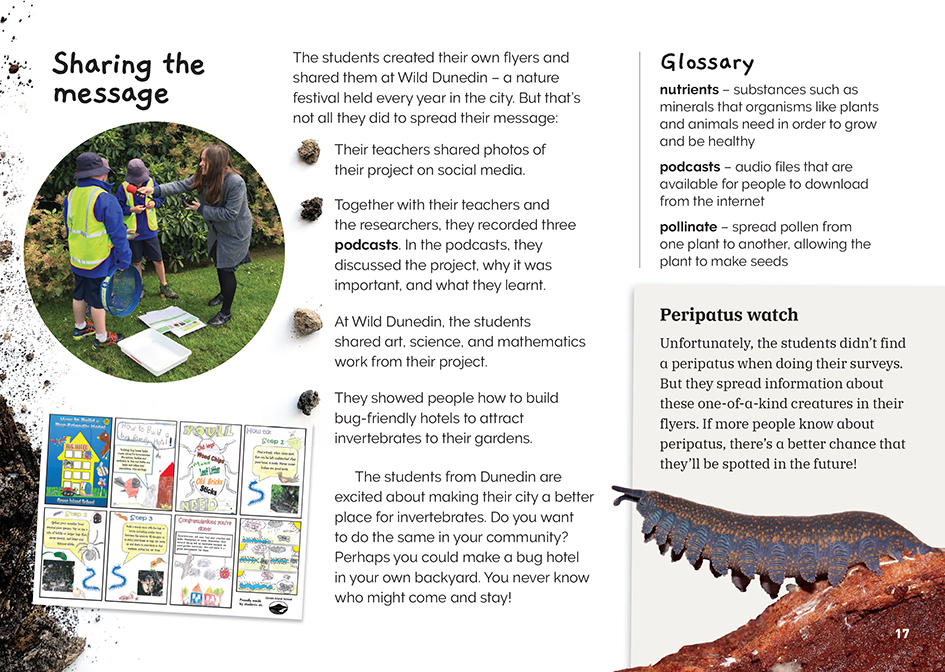 Sharing the
message
The students created their own flyers and
shared them at Wild Dunedin – a nature
festival held every year in the city. But that's
not all they did to spread their message:
Their teachers shared photos of
their project on social media.
Together with their teachers and
the researchers, they recorded three
podcasts. In the podcasts, they
discussed the project, why it was
important, and what they learnt.
At Wild Dunedin, the students
shared art, science, and mathematics
work from their project.
They showed people how to build
bug-friendly hotels to attract
invertebrates to their gardens.
The students from Dunedin are
excited about making their city a better
place for invertebrates. Do you want
to do the same in your community?
Perhaps you could make a bug hotel
in your own backyard. You never know
who might come and stay!
Glossary
nutrients – substances such as
minerals that organisms like plants
and animals need in order to grow
and be healthy
podcasts – audio files that are
available for people to download
from the internet
pollinate – spread pollen from
one plant to another, allowing the
plant to make seeds
Peripatus watch
Unfortunately, the students didn't find
a peripatus when doing their surveys.
But they spread information about
these one-of-a-kind creatures in their
flyers. If more people know about
peripatus, there's a better chance that
they'll be spotted in the future!
How to Build a
Bug-Friendly Hotel
Green Island School
How to Build
YOU'LL
Old logs
Wood Chips
Leaf litter
Old Bricks
Sticks
NEED
How to:
Step 1
Step 2
Step 3
Congratulations you're
done!
Proudly made
by students at:
17